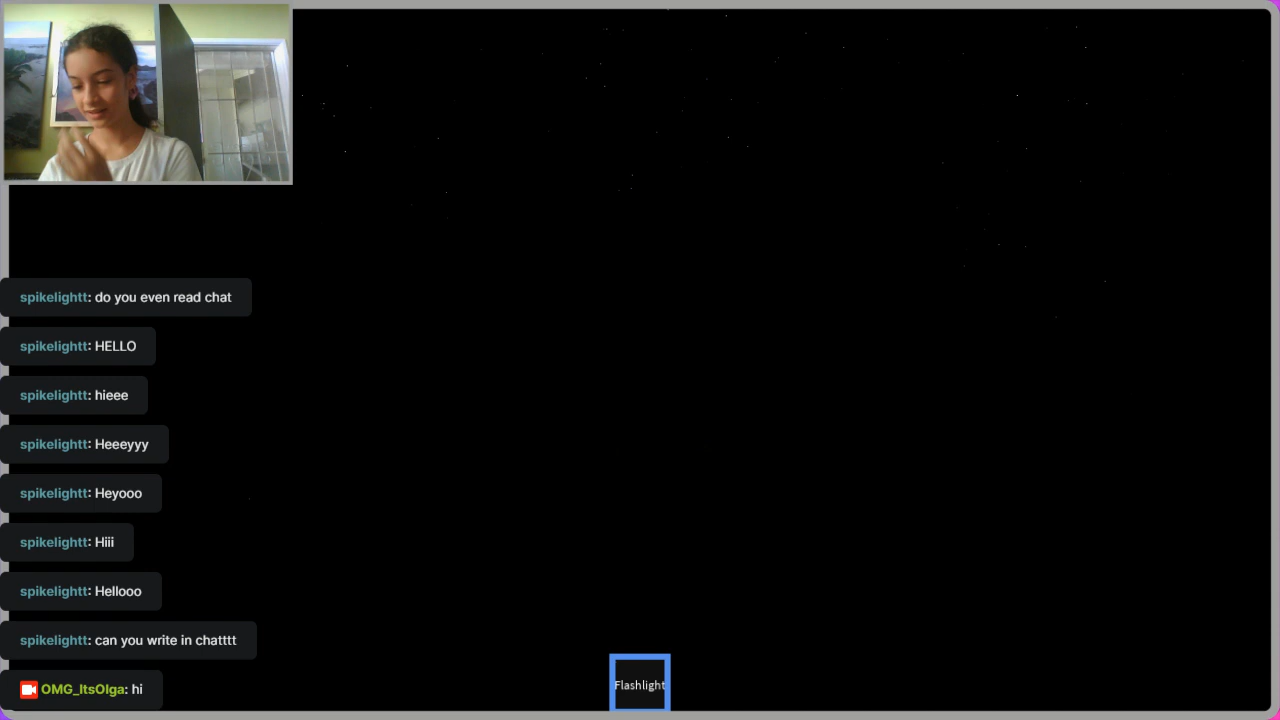 spikelightt: do you even read chat
spikelightt: HELLO
spikelightt: hieee
spikelightt: Heeeyyy
spikelightt: Heyooo
spikelightt: Hiii
spikelightt: Hellooo
spikelightt: can you write in chatttt
OMG_ItsOlga: hi
Flashlight